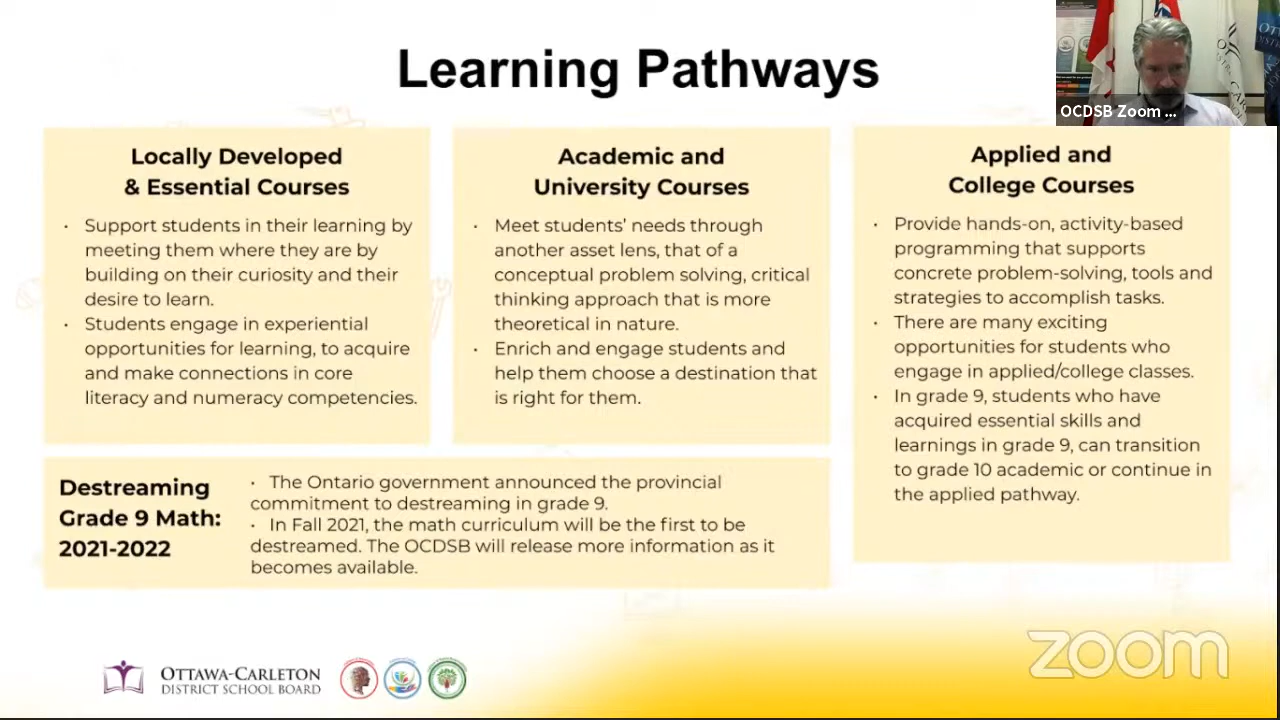 Learning Pathways
OCDSB Zoom ...
Locally Developed
& Essential Courses
• Support students in their learning by
meeting them where they are by
building on their curiosity and their
desire to learn.
• Students engage in experiential
opportunities for learning, to acquire
and make connections in core
literacy and numeracy competencies.
Academic and
University Courses
• Meet students' needs through
another asset lens, that of a
conceptual problem solving, critical
thinking approach that is more
theoretical in nature.
• Enrich and engage students and
help them choose a destination that
is right for them.
Applied and
College Courses
• Provide hands-on, activity-based
programming that supports
concrete problem-solving, tools and
strategies to accomplish tasks.
• There are many exciting
opportunities for students who
engage in applied/college classes.
• In grade 9, students who have
acquired essential skills and
learnings in grade 9, can transition
to grade 10 academic or continue in
the applied pathway.
Destreaming
Grade 9 Math:
2021-2022
• The Ontario government announced the provincial
commitment to destreaming in grade 9.
• In Fall 2021, the math curriculum will be the first to be
destreamed. The OCDSB will release more information as it
becomes available.
OTTAWA-CARLETON
DISTRICT SCHOOL BOARD
zoom